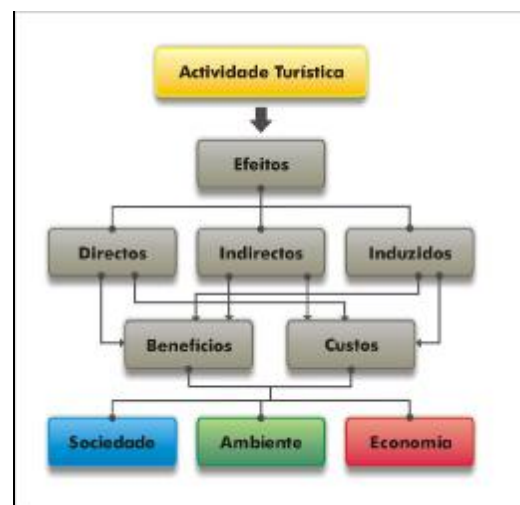 Actividade Turística
Efeitos
Directos Indirectos Induzidos
Benefícios Custos
Sociedade Ambiente Economia